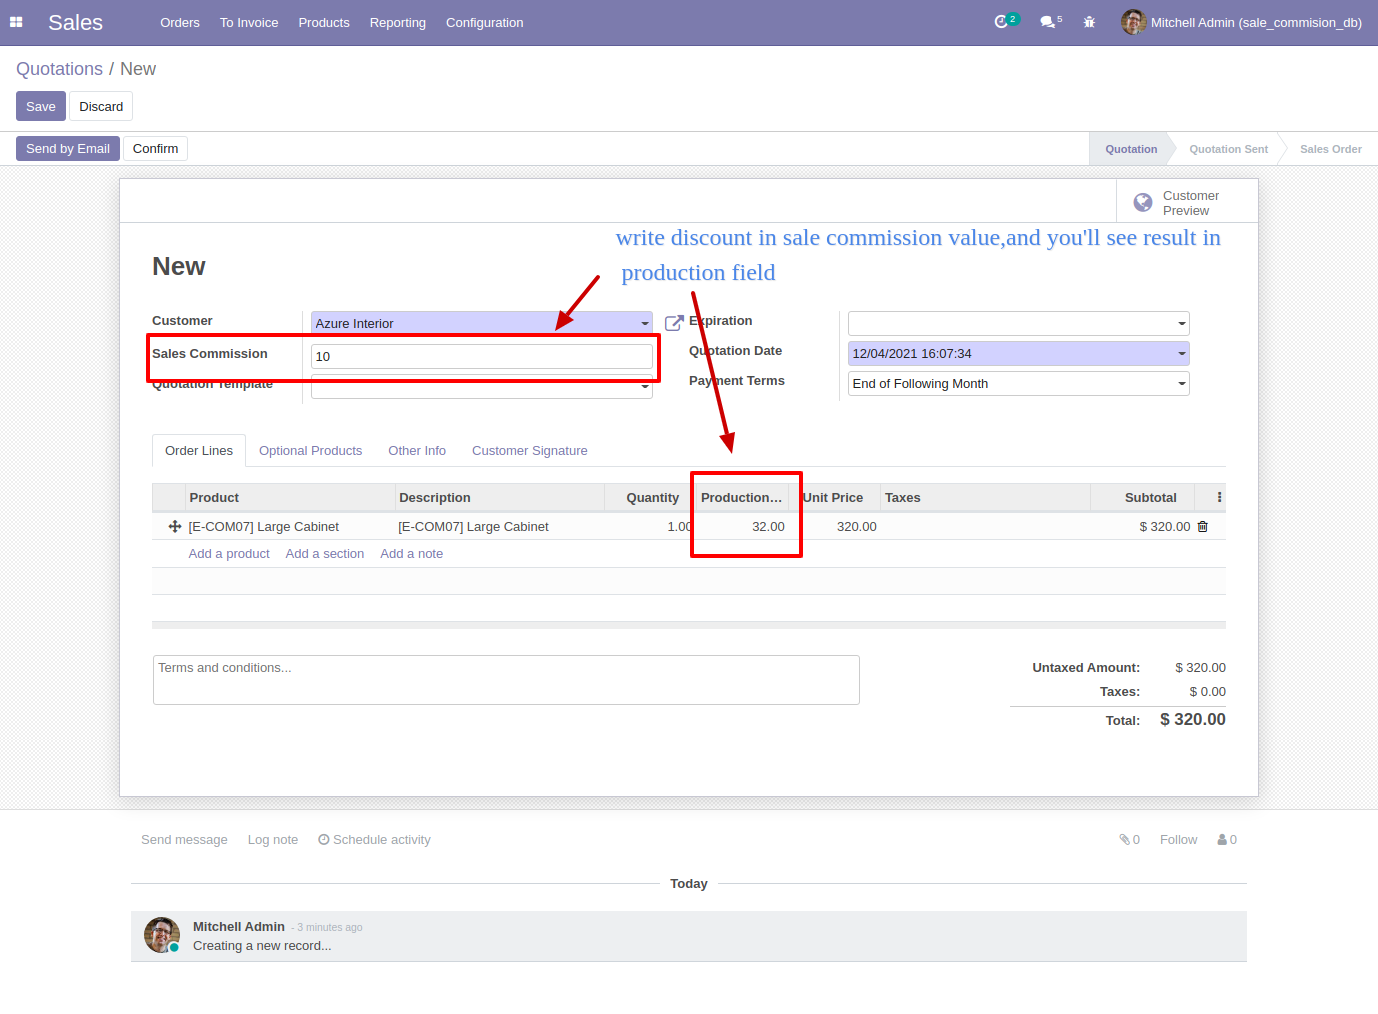 Sales Orders To Invoice Products Reporting Configuration 2 5 Mitchell Admin (sale_commision_db)
Quotations / New
Save Discard
Send by Email Confirm Quotation Quotation Sent Sales Order
Customer
Preview
write discount in sale commission value,and you'll see result in
production field
New
Customer Azure Interior Expiration
Sales Commission 10 Quotation Date 12/04/2021 16:07:34
Quotation Template Payment Terms End of Following Month
Order Lines Optional Products Other Info Customer Signature
Product Description Quantity Production... Unit Price Taxes Subtotal
[E-COM07] Large Cabinet [E-COM07] Large Cabinet 1.00 32.00 320.00 $ 320.00
Add a product Add a section Add a note
Terms and conditions... Untaxed Amount: $ 320.00
Taxes: $ 0.00
Total: $ 320.00
Send message Log note Schedule activity 0 Follow 0
Today
Mitchell Admin - 3 minutes ago
Creating a new record...